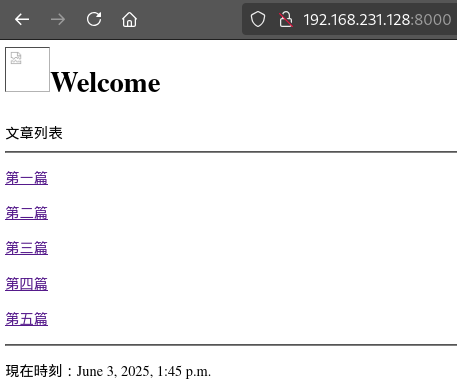 192.168.231.128:8000
Welcome
文章列表
第一篇
第二篇
第三篇
第四篇
第五篇
現在時刻：June 3, 2025, 1:45 p.m.